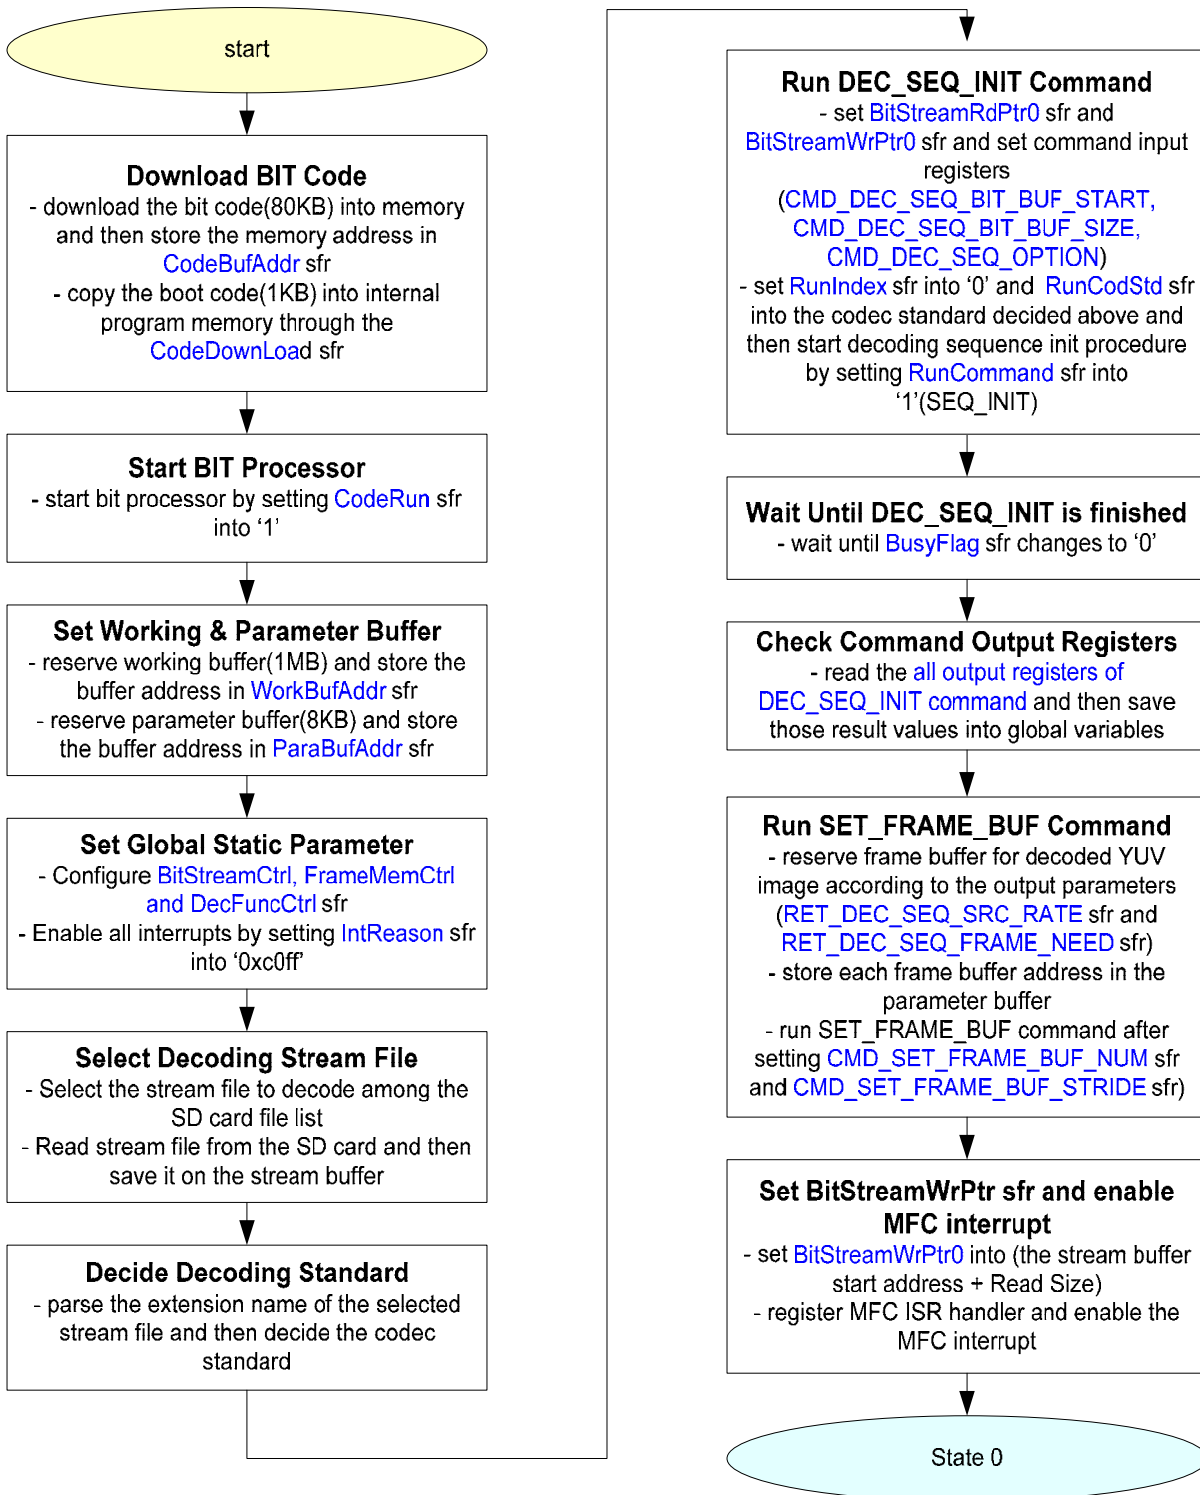 start
Download BIT Code
- download the bit code(80KB) into memory
and then store the memory address in
CodeBufAddr sfr
- copy the boot code(1KB) into internal
program memory through the
CodeDownLoad sfr
Start BIT Processor
- start bit processor by setting CodeRun sfr
into ‘1’
Set Working & Parameter Buffer
- reserve working buffer(1MB) and store the
buffer address in WorkBufAddr sfr
- reserve parameter buffer(8KB) and store
the buffer address in ParaBufAddr sfr
Set Global Static Parameter
- Configure BitStreamCtrl, FrameMemCtrl
and DecFuncCtrl sfr
- Enable all interrupts by setting IntReason sfr
into ‘0xc0ff’
Select Decoding Stream File
- Select the stream file to decode among the
SD card file list
- Read stream file from the SD card and then
save it on the stream buffer
Decide Decoding Standard
- parse the extension name of the selected
stream file and then decide the codec
standard
Run DEC_SEQ_INIT Command
- set BitStreamRdPtr0 sfr and
BitStreamWrPtr0 sfr and set command input
registers
(CMD_DEC_SEQ_BIT_BUF_START,
CMD_DEC_SEQ_BIT_BUF_SIZE,
CMD_DEC_SEQ_OPTION)
- set RunIndex sfr into ‘0’ and RunCodStd sfr
into the codec standard decided above and
then start decoding sequence init procedure
by setting RunCommand sfr into
‘1’(SEQ_INIT)
Wait Until DEC_SEQ_INIT is finished
- wait until BusyFlag sfr changes to ‘0’
Check Command Output Registers
- read the all output registers of
DEC_SEQ_INIT command and then save
those result values into global variables
Run SET_FRAME_BUF Command
- reserve frame buffer for decoded YUV
image according to the output parameters
(RET_DEC_SEQ_SRC_RATE sfr and
RET_DEC_SEQ_FRAME_NEED sfr)
- store each frame buffer address in the
parameter buffer
- run SET_FRAME_BUF command after
setting CMD_SET_FRAME_BUF_NUM sfr
and CMD_SET_FRAME_BUF_STRIDE sfr)
Set BitStreamWrPtr sfr and enable
MFC interrupt
- set BitStreamWrPtr0 into (the stream buffer
start address + Read Size)
- register MFC ISR handler and enable the
MFC interrupt
State 0